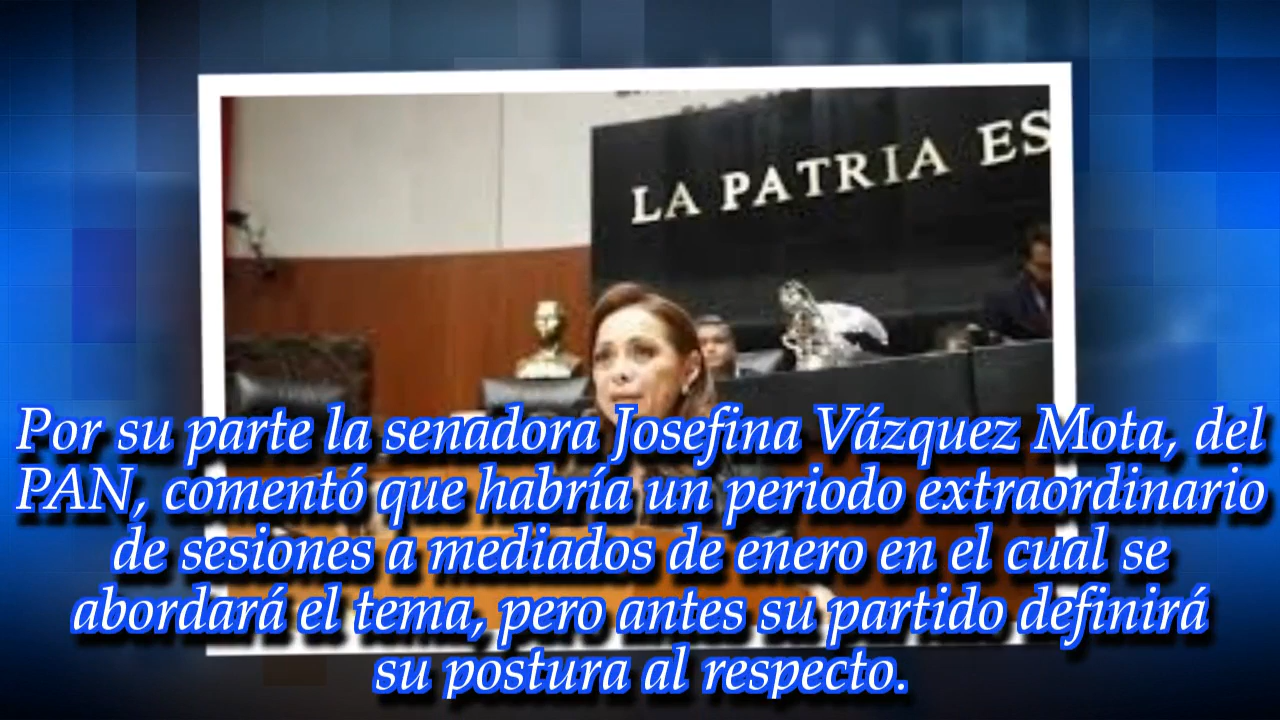 LA PATRIA ES
Por su parte la senadora Josefina Vázquez Mota, del
PAN, comentó que habría un periodo extraordinario
de sesiones a mediados de enero en el cual se
abordará el tema, pero antes su partido definirá
su postura al respecto.